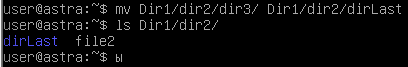 user@astra:~$ mv Dir1/dir2/dir3/ Dir1/dir2/dirLast
user@astra:~$ ls Dir1/dir2/
dirLast  file2
user@astra:~$ ы